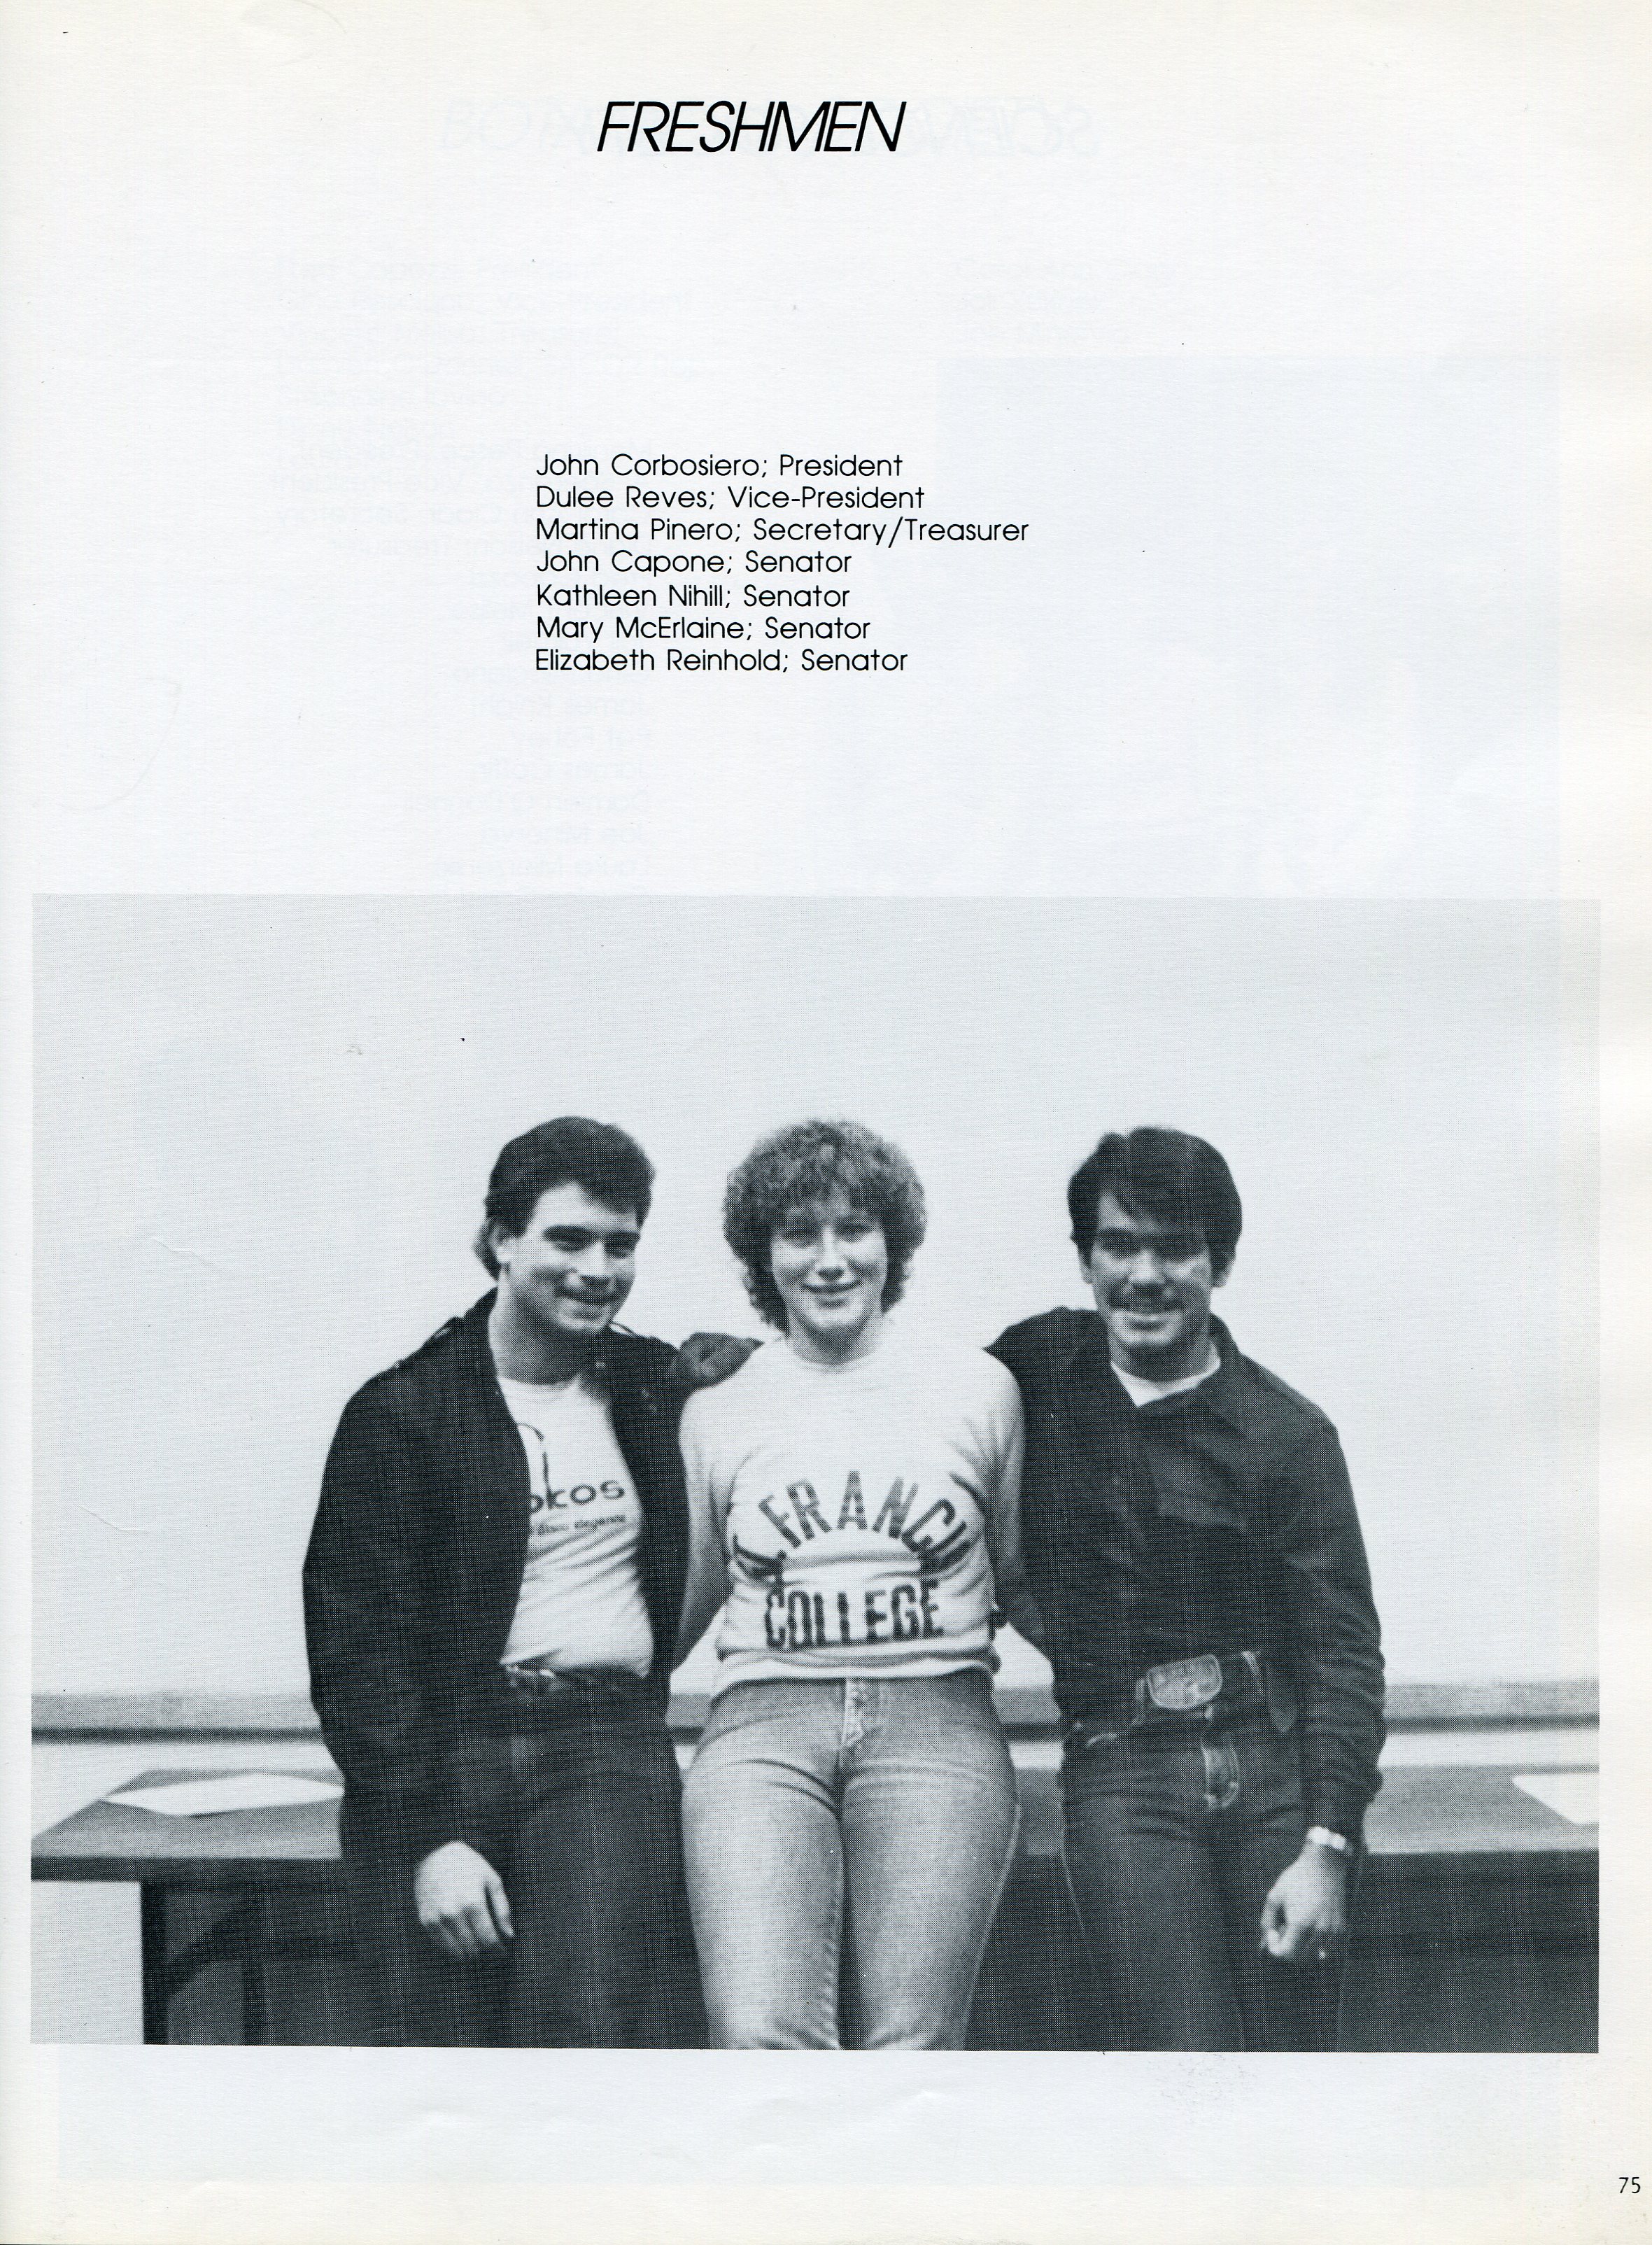 FRESHMEN
John Corbosiero; President
Dulee Reves; Vice-President
Martina Pinero; Secretary/Treasurer
John Capone; Senator
Kathleen Nihill; Senator
Mary McErlaine; Senator
Elizabeth Reinhold; Senator
FRANCI
COLLEGE
75